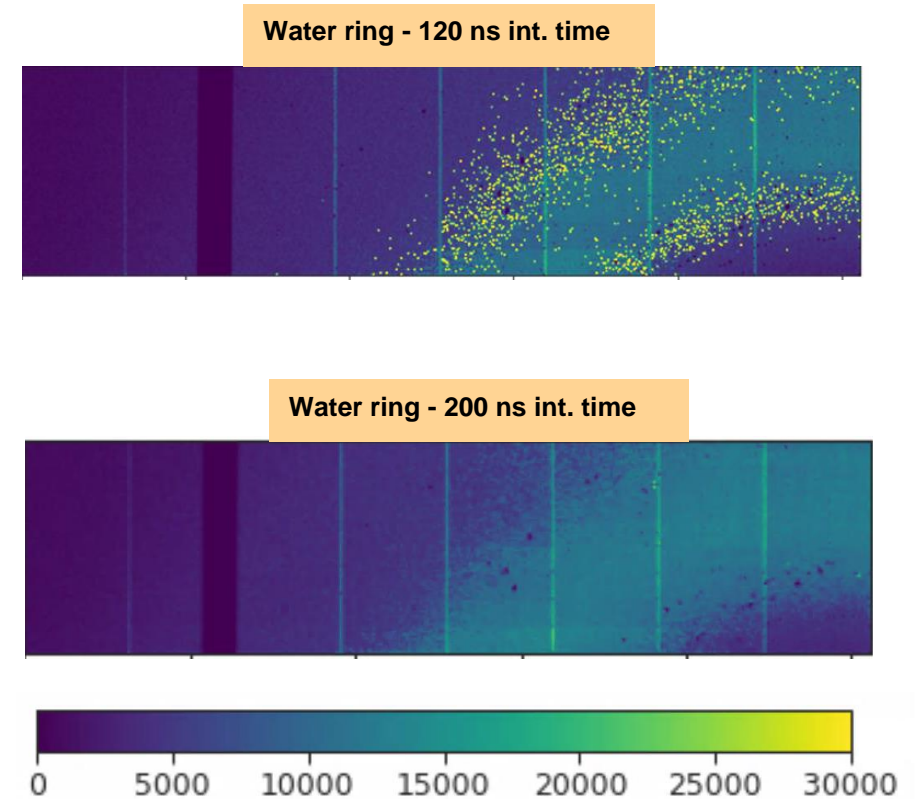 Water ring - 120 ns int. time
Water ring - 200 ns int. time
0 5000 10000 15000 20000 25000 30000